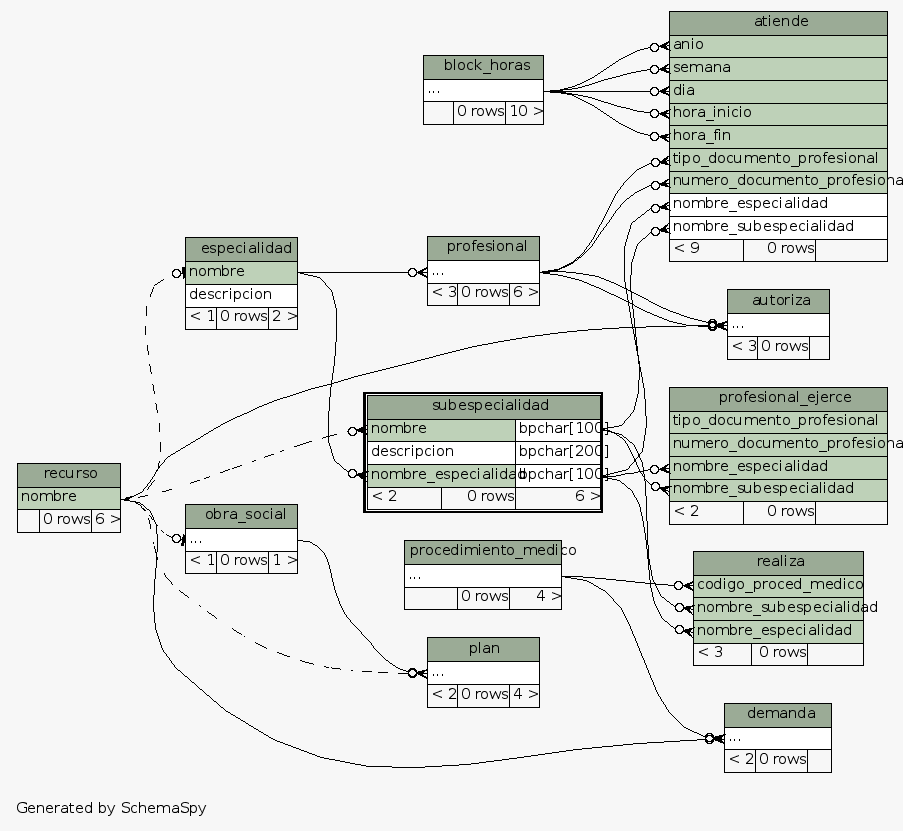 atiende
anio
semana
dia
hora_inicio
hora_fin
tipo_documento_profesional
numero_documento_profesiona
nombre_especialidad
nombre_subespecialidad
< 9 0 rows
block_horas
...
0 rows 10 >
especialidad
nombre
descripcion
< 1 0 rows 2 >
profesional
...
< 3 0 rows 6 >
autoriza
...
< 3 0 rows
subespecialidad
nombre bpchar[100]
descripcion bpchar[200]
nombre_especialidad bpchar[100]
< 2 0 rows 6 >
profesional_ejerce
tipo_documento_profesional
numero_documento_profesiona
nombre_especialidad
nombre_subespecialidad
< 2 0 rows
recurso
nombre
0 rows 6 >
obra_social
...
< 1 0 rows 1 >
procedimiento_medico
...
0 rows 4 >
realiza
codigo_proced_medico
nombre_subespecialidad
nombre_especialidad
< 3 0 rows
plan
...
< 2 0 rows 4 >
demanda
...
< 2 0 rows
Generated by SchemaSpy